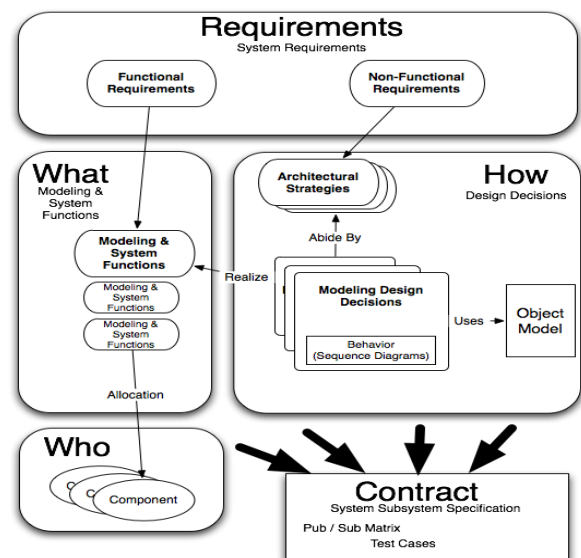 Requirements
System Requirements
Functional
Requirements
Non-Functional
Requirements
What
Modeling &
System
Functions
Modeling &
System
Functions
Modeling &
System
Functions
Modeling &
System
Functions
Allocation
Realize
How
Design Decisions
Architectural
Strategies
Abide By
Modeling Design
Decisions
Behavior
(Sequence Diagrams)
Uses
Object
Model
Who
C
C
Component
Contract
System Subsystem Specification
Pub / Sub Matrix
Test Cases